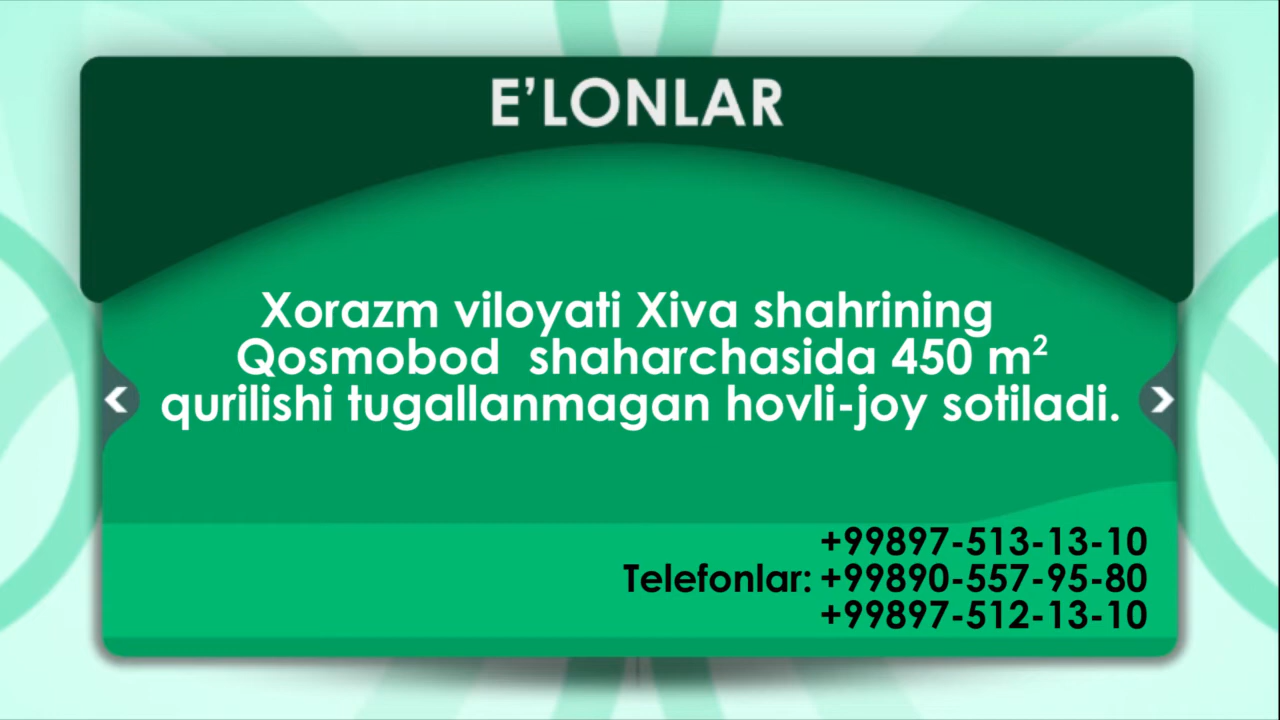 E’LONLAR
Xorazm viloyati Xiva shahrining
Qosmobod shaharchasida 450 m²
qurilishi tugallanmagan hovli-joy sotiladi.
+99897-513-13-10
Telefonlar: +99890-557-95-80
+99897-512-13-10